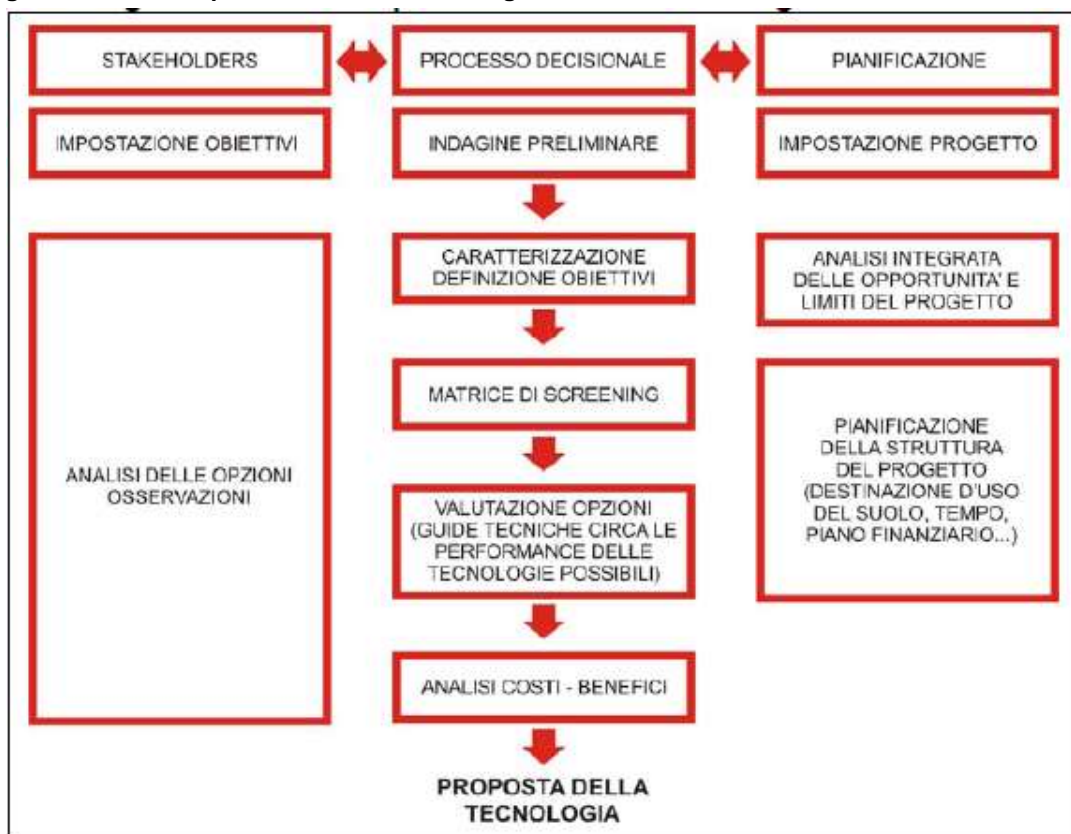 STAKEHOLDERS
PROCESSO DECISIONALE
PIANIFICAZIONE
IMPOSTAZIONE OBIETTIVI
INDAGINE PRELIMINARE
IMPOSTAZIONE PROGETTO
CARATTERIZZAZIONE
DEFINIZIONE OBIETTIVI
ANALISI INTEGRATA
DELLE OPPORTUNITA' E
LIMITI DEL PROGETTO
MATRICE DI SCREENING
ANALISI DELLE OPZIONI
OSSERVAZIONI
PIANIFICAZIONE
DELLA STRUTTURA
DEL PROGETTO
(DESTINAZIONE D'USO
DEL SUOLO, TEMPO,
PIANO FINANZIARIO...)
VALUTAZIONE OPZIONI
(GUIDE TECNICHE CIRCA LE
PERFORMANCE DELLE
TECNOLOGIE POSSIBILI)
ANALISI COSTI - BENEFICI
PROPOSTA DELLA
TECNOLOGIA